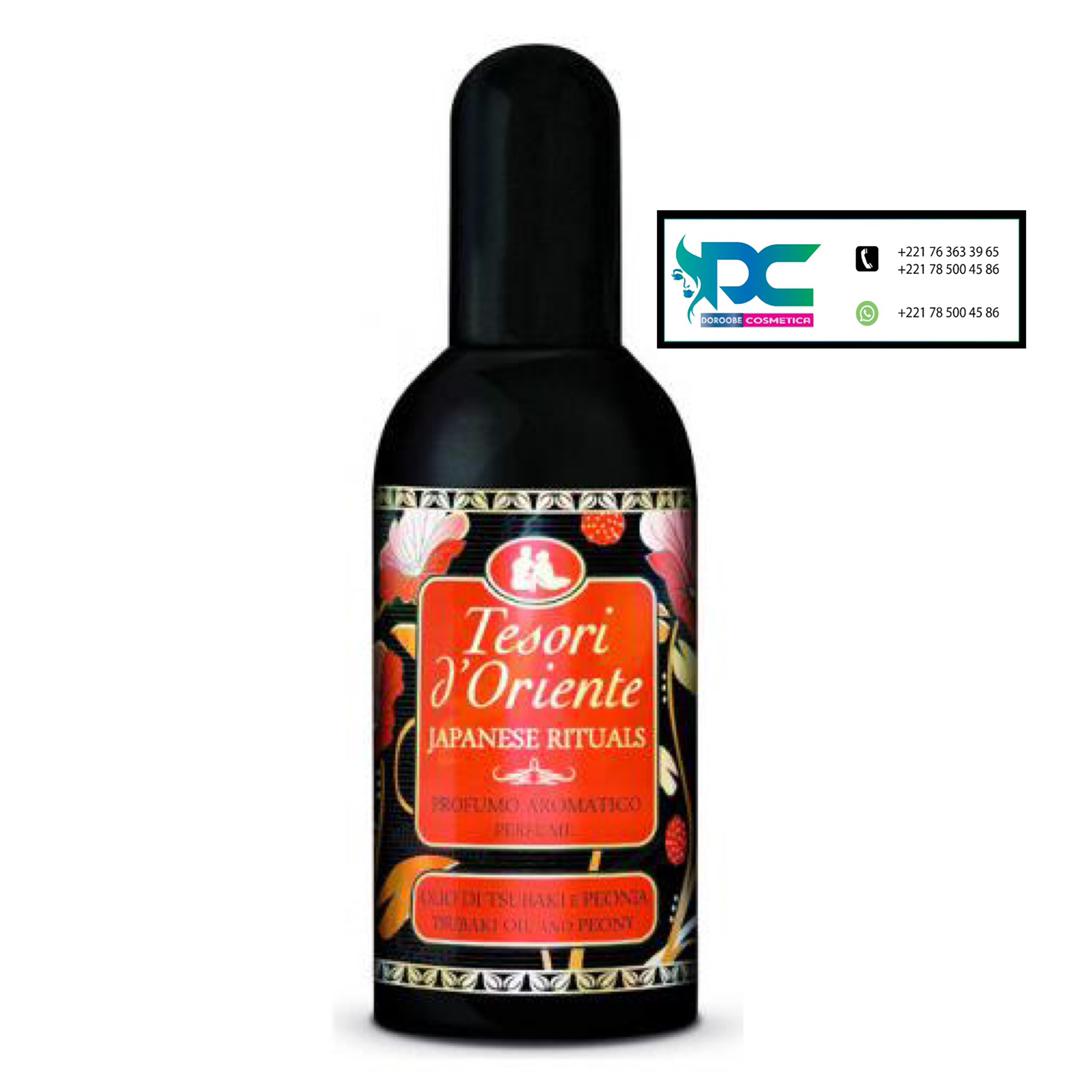 DC
DOROOBE COSMETICA
+221 76 363 39 65
+221 78 500 45 86
+221 78 500 45 86
Tesori
d'Oriente
JAPANESE RITUALS
PROFUMO AROMATICO
PERFUME
OLIO DI TSUBAKI E PEONIA
TSUBAKI OIL AND PEONY